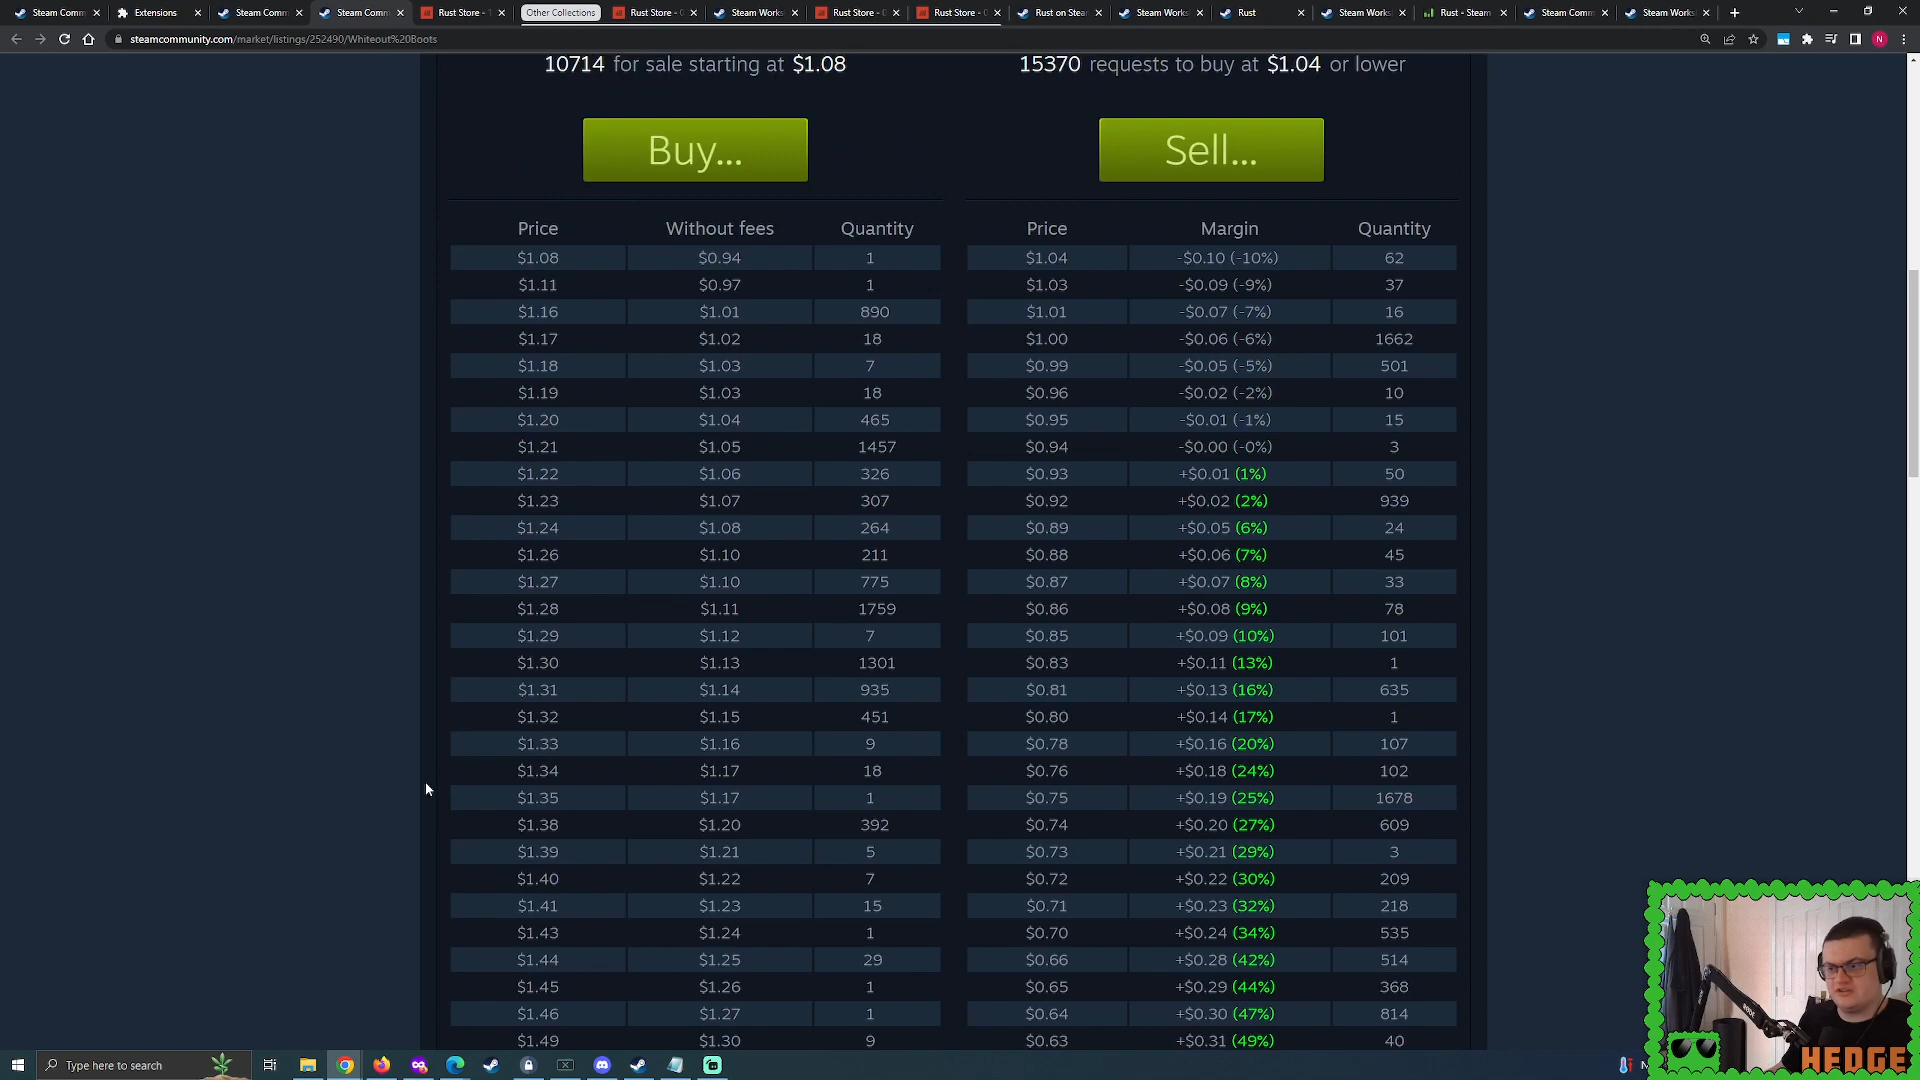 Steam Comm
Extensions
Steam Comm
Steam Comm
Rust Store - 1
Other Collections
Rust Store - (
Steam Works
Rust Store - (
Rust Store - (
Rust on Steam
Steam Works
Rust
Steam Works
Rust - Steam
Steam Comm
Steam Works
steamcommunity.com/market/listings/252490/Whiteout%20Boots
N
10714 for sale starting at $1.08
15370 requests to buy at $1.04 or lower
Buy...
Sell...
Price Without fees Quantity Price Margin Quantity
$1.08 $0.94 1 $1.04 -$0.10 (-10%) 62
$1.11 $0.97 1 $1.03 -$0.09 (-9%) 37
$1.16 $1.01 890 $1.01 -$0.07 (-7%) 16
$1.17 $1.02 18 $1.00 -$0.06 (-6%) 1662
$1.18 $1.03 7 $0.99 -$0.05 (-5%) 501
$1.19 $1.03 18 $0.96 -$0.02 (-2%) 10
$1.20 $1.04 465 $0.95 -$0.01 (-1%) 15
$1.21 $1.05 1457 $0.94 -$0.00 (-0%) 3
$1.22 $1.06 326 $0.93 +$0.01 (1%) 50
$1.23 $1.07 307 $0.92 +$0.02 (2%) 939
$1.24 $1.08 264 $0.89 +$0.05 (6%) 24
$1.26 $1.10 211 $0.88 +$0.06 (7%) 45
$1.27 $1.10 775 $0.87 +$0.07 (8%) 33
$1.28 $1.11 1759 $0.86 +$0.08 (9%) 78
$1.29 $1.12 7 $0.85 +$0.09 (10%) 101
$1.30 $1.13 1301 $0.83 +$0.11 (13%) 1
$1.31 $1.14 935 $0.81 +$0.13 (16%) 635
$1.32 $1.15 451 $0.80 +$0.14 (17%) 1
$1.33 $1.16 9 $0.78 +$0.16 (20%) 107
$1.34 $1.17 18 $0.76 +$0.18 (24%) 102
$1.35 $1.17 1 $0.75 +$0.19 (25%) 1678
$1.38 $1.20 392 $0.74 +$0.20 (27%) 609
$1.39 $1.21 5 $0.73 +$0.21 (29%) 3
$1.40 $1.22 7 $0.72 +$0.22 (30%) 209
$1.41 $1.23 15 $0.71 +$0.23 (32%) 218
$1.43 $1.24 1 $0.70 +$0.24 (34%) 535
$1.44 $1.25 29 $0.66 +$0.28 (42%) 514
$1.45 $1.26 1 $0.65 +$0.29 (44%) 368
$1.46 $1.27 1 $0.64 +$0.30 (47%) 814
$1.49 $1.30 9 $0.63 +$0.31 (49%) 40
HEDGE
Type here to search